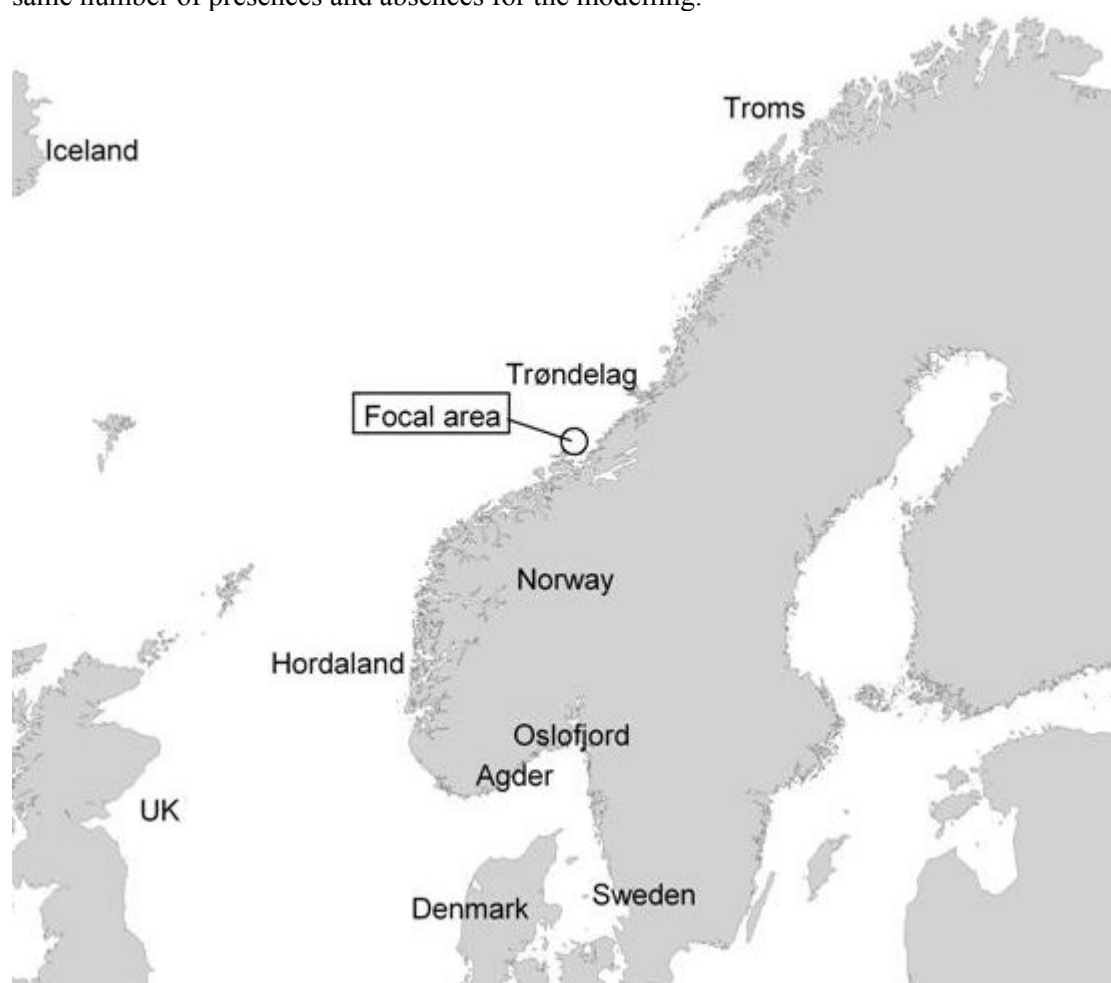 same number of presences and absences for the modelling.
Troms
Iceland
Trøndelag
Focal area
Norway
Hordaland
Oslofjord
Agder
UK
Sweden
Denmark